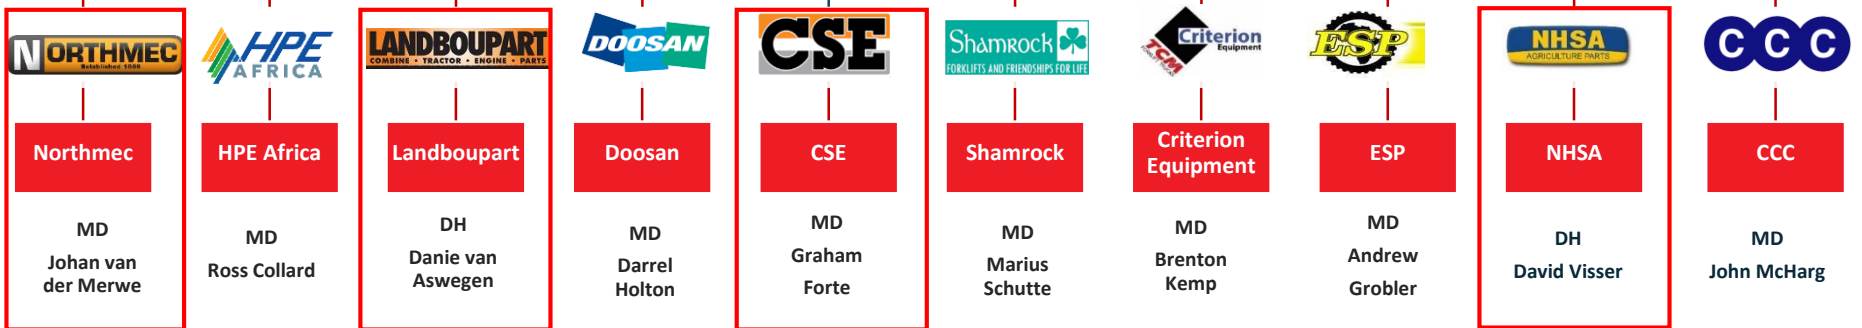 NORTHMEC
Established 1966
HPE
AFRICA
LANDBOUPART
COMBINE • TRACTOR • ENGINE • PARTS
DOOSAN
CSE
Shamrock
FORKLIFTS AND FRIENDSHIPS FOR LIFE
Criterion
Equipment
TCM
ESP
NHSA
AGRICULTURE PARTS
C C C
Northmec
HPE Africa
Landboupart
Doosan
CSE
Shamrock
Criterion
Equipment
ESP
NHSA
CCC
MD
Johan van
der Merwe
MD
Ross Collard
DH
Danie van
Aswegen
MD
Darrel
Holton
MD
Graham
Forte
MD
Marius
Schutte
MD
Brenton
Kemp
MD
Andrew
Grobler
DH
David Visser
MD
John McHarg